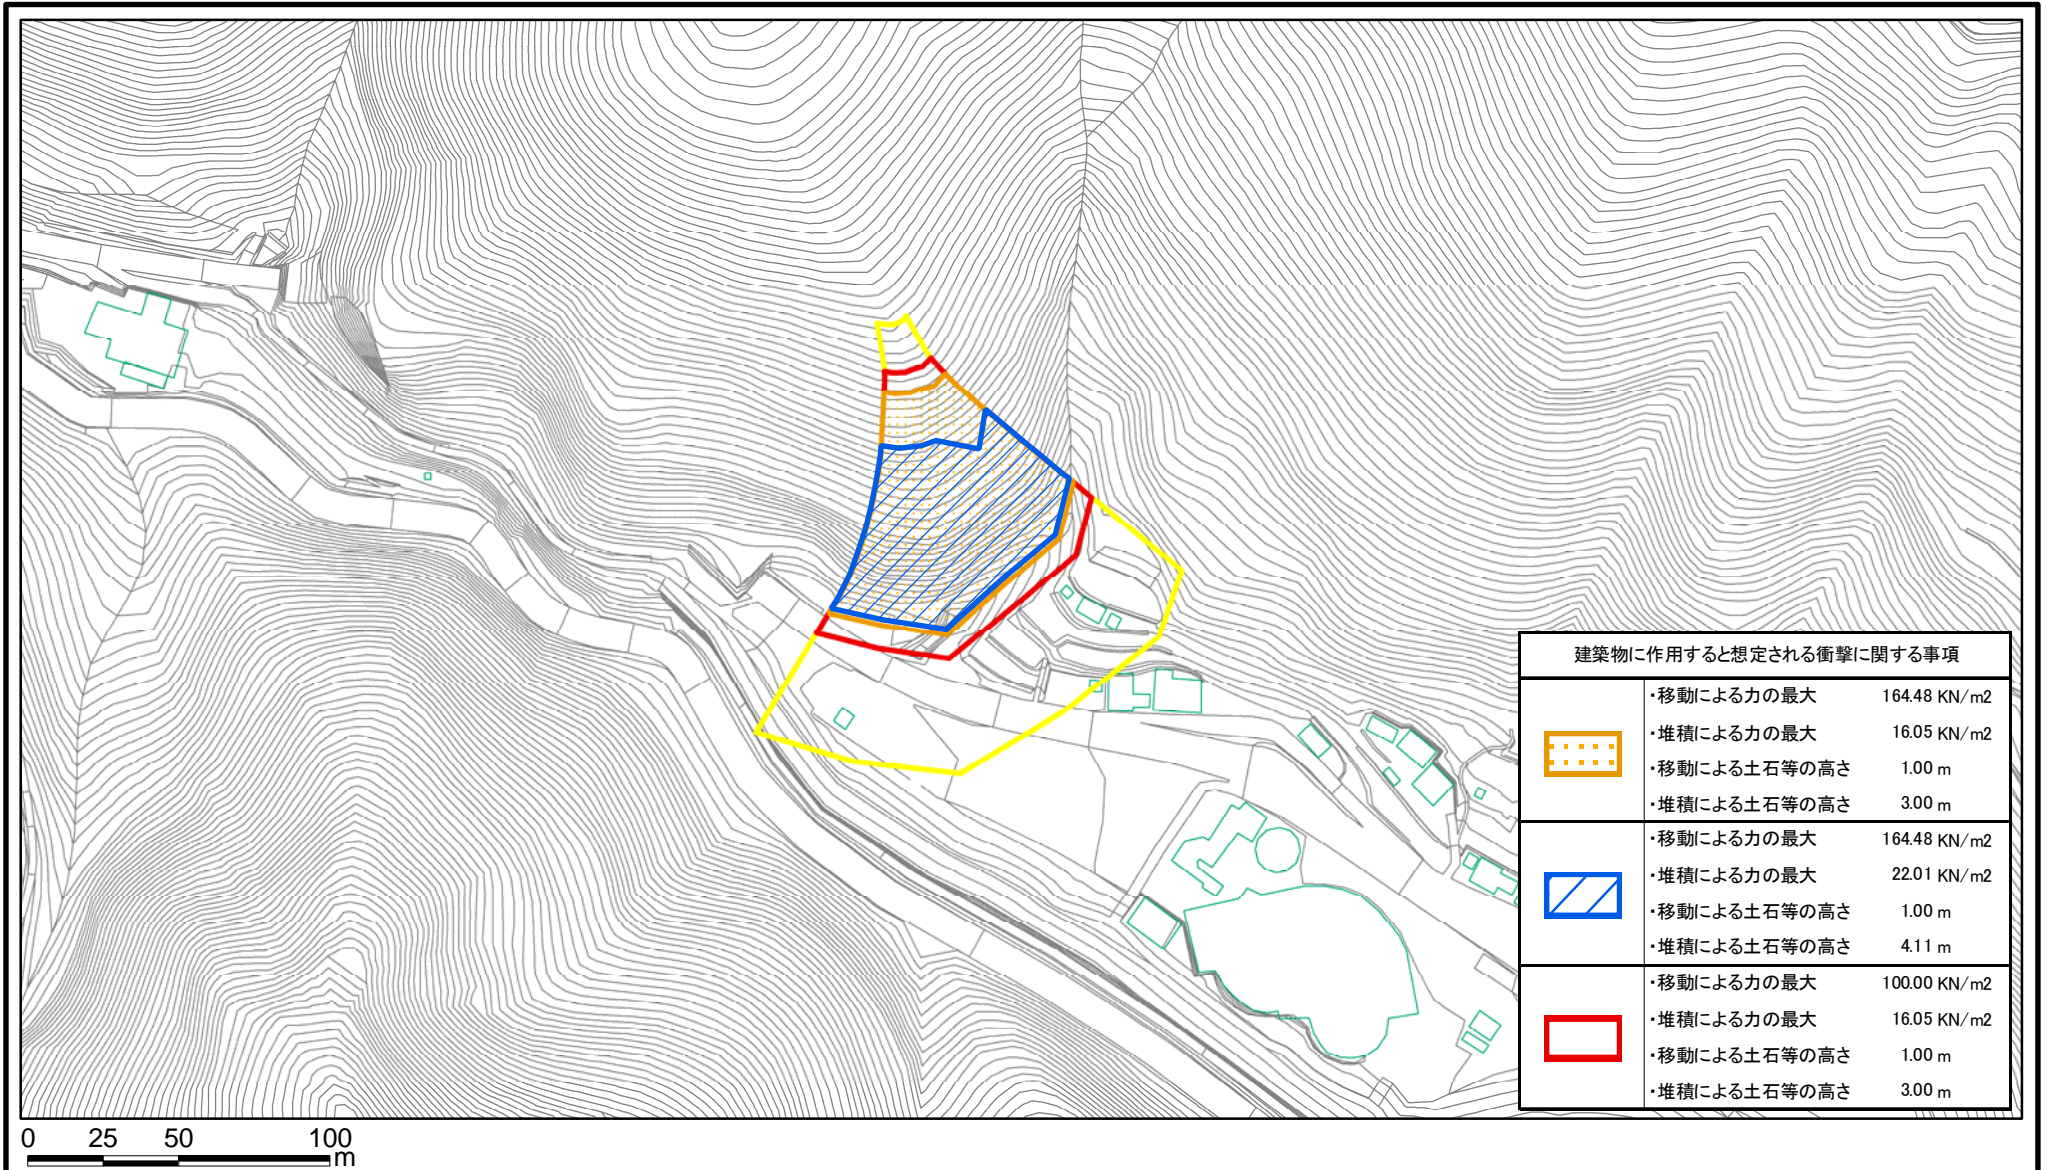 建築物に作用すると想定される衝撃に関する事項
・移動による力の最大 164.48 KN/m2
・堆積による力の最大 16.05 KN/m2
・移動による土石等の高さ 1.00 m
・堆積による土石等の高さ 3.00 m
・移動による力の最大 164.48 KN/m2
・堆積による力の最大 22.01 KN/m2
・移動による土石等の高さ 1.00 m
・堆積による土石等の高さ 4.11 m
・移動による力の最大 100.00 KN/m2
・堆積による力の最大 16.05 KN/m2
・移動による土石等の高さ 1.00 m
・堆積による土石等の高さ 3.00 m
0 25 50 100
m